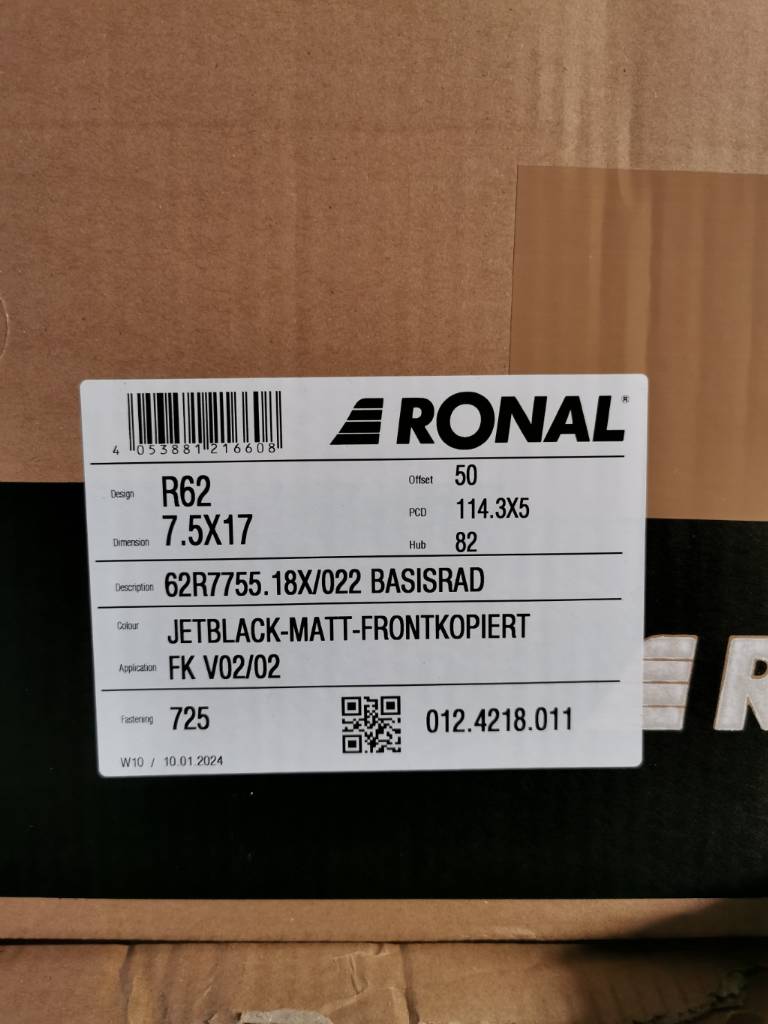 4 053881 216608
RONAL®
Design R62 Offset 50
PCD 114.3X5
Dimension 7.5X17 Hub 82
Description 62R7755.18X/022 BASISRAD
Colour JETBLACK-MATT-FRONTKOPIERT
Application FK V02/02
Fastening 725 012.4218.011
W10 / 10.01.2024
R